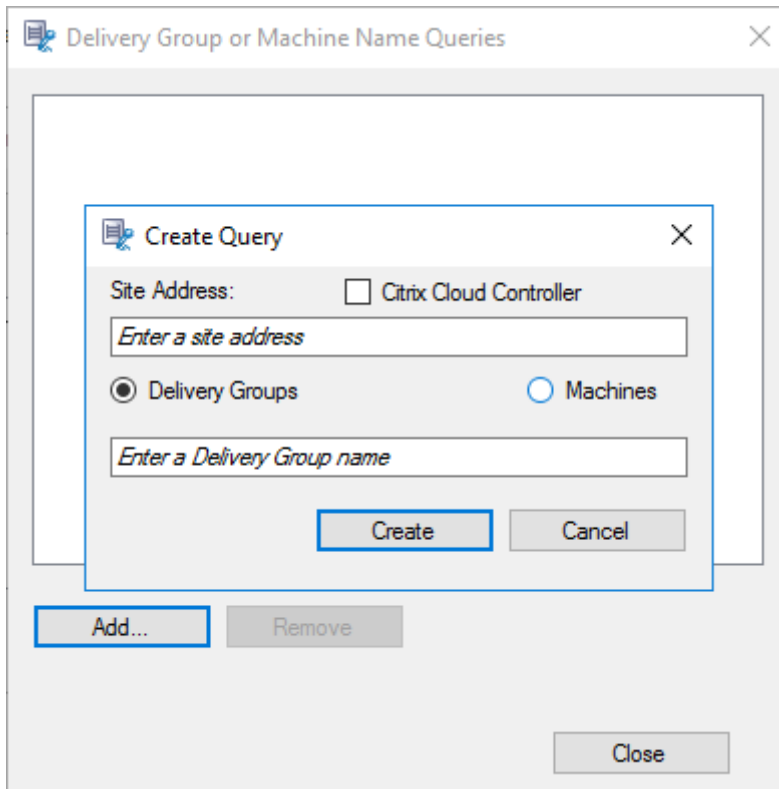 Delivery Group or Machine Name Queries
Create Query
Site Address: Citrix Cloud Controller
Enter a site address
Delivery Groups Machines
Enter a Delivery Group name
Create Cancel
Add... Remove
Close